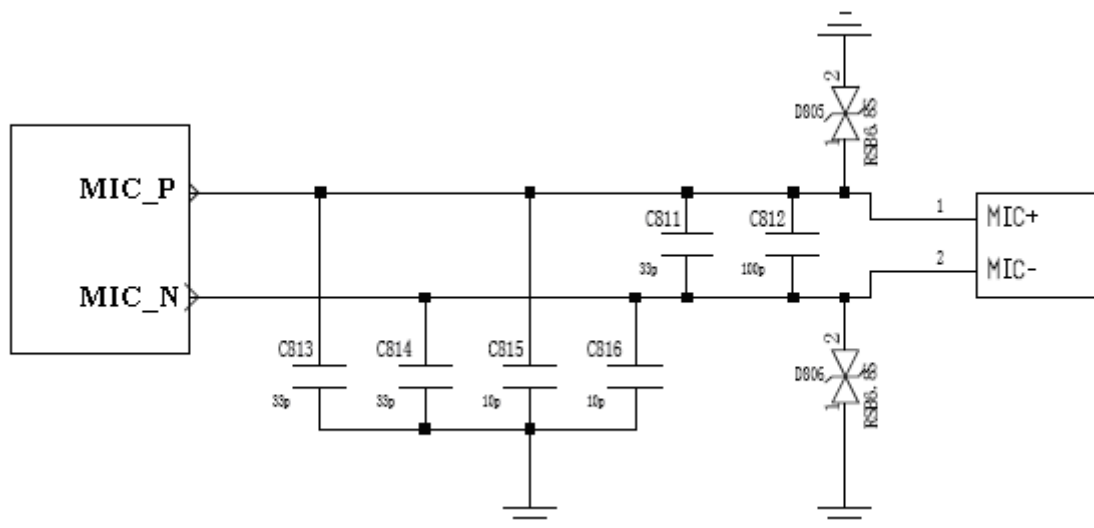 2
D805
RSB6.8S
1
MIC_P
1
MIC+
C811
C812
33p
100p
2
MIC-
MIC_N
C813
C814
C815
C816
2
D806
RSB6.8S
33p
33p
10p
10p
1